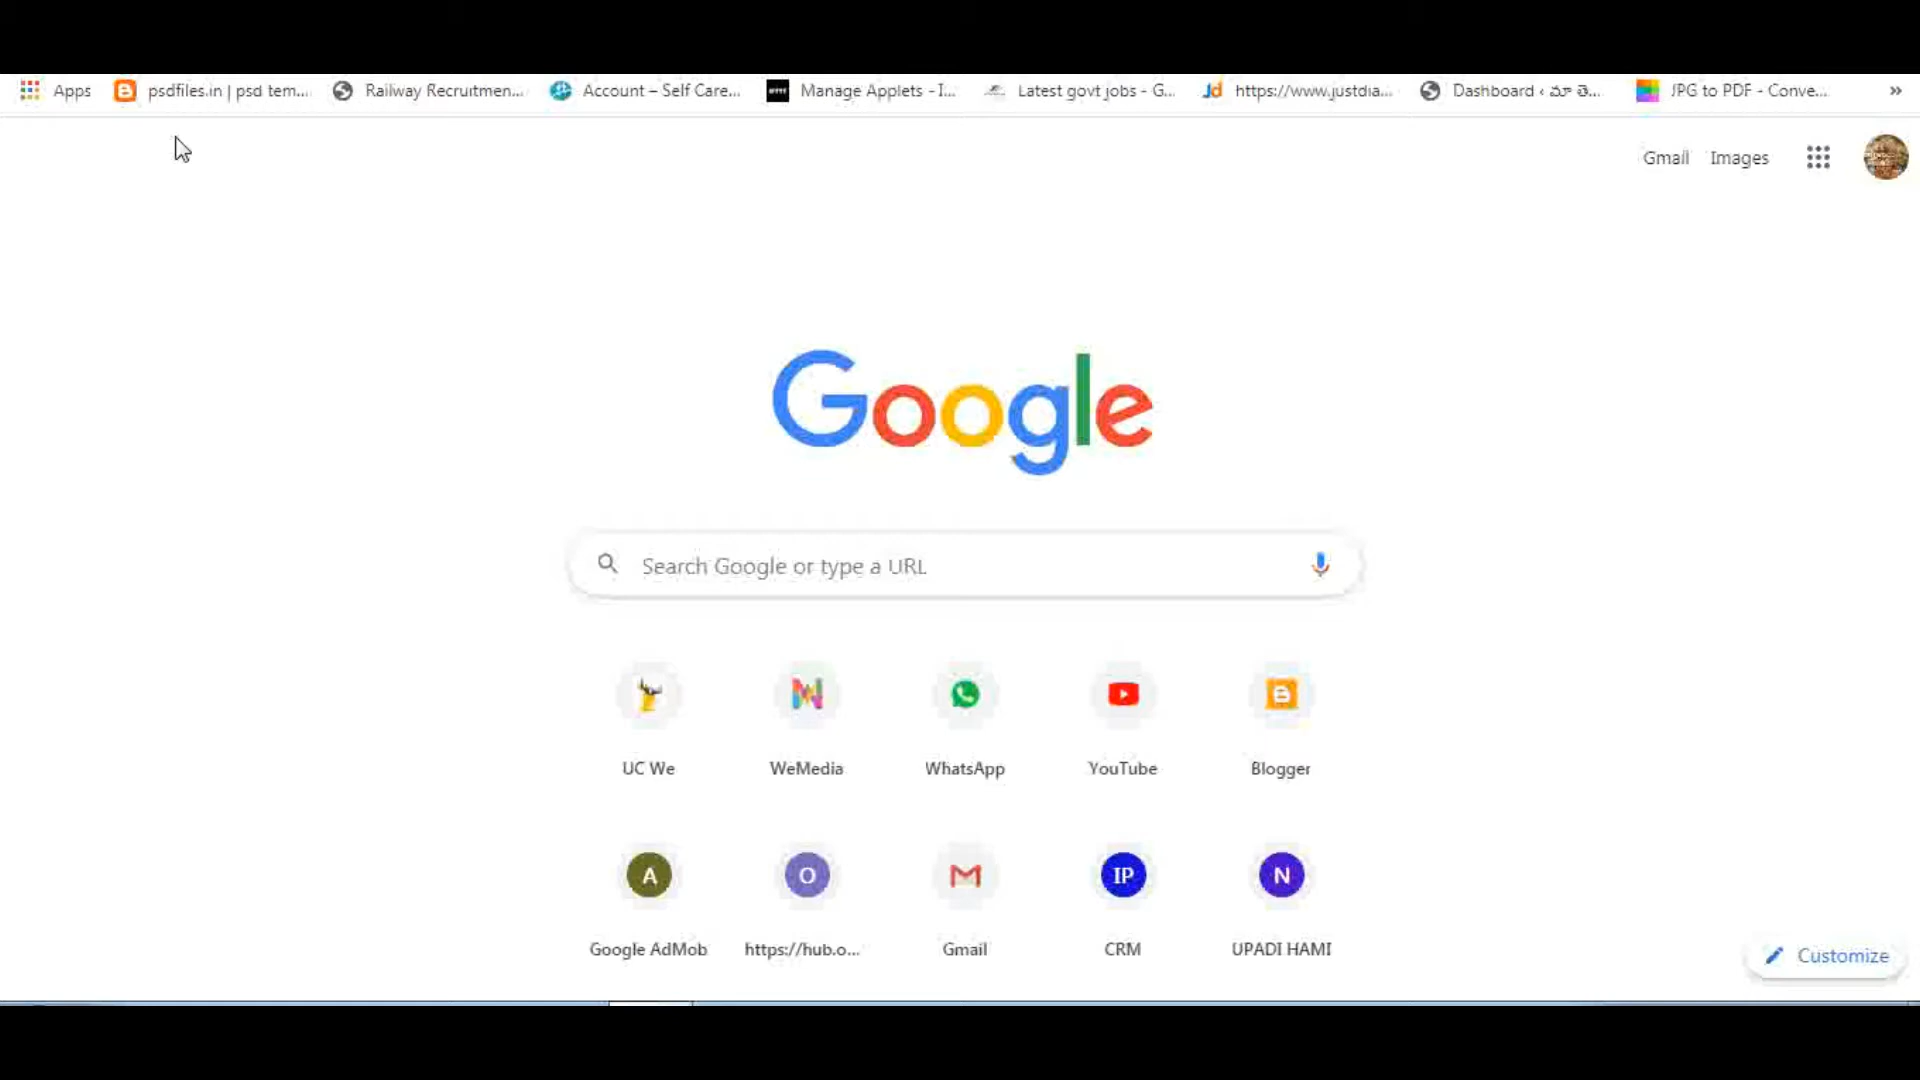 Apps psdfiles.in | psd tem... Railway Recruitmen... Account – Self Care... IFTTT Manage Applets - I... Latest govt jobs - G... Jd https://www.justdia... Dashboard ‹ మా తె... JPG to PDF - Conve... »
Gmail Images
Google
Search Google or type a URL
UC We WeMedia WhatsApp YouTube Blogger
A O IP N
Google AdMob https://hub.o... Gmail CRM UPADI HAMI
Customize